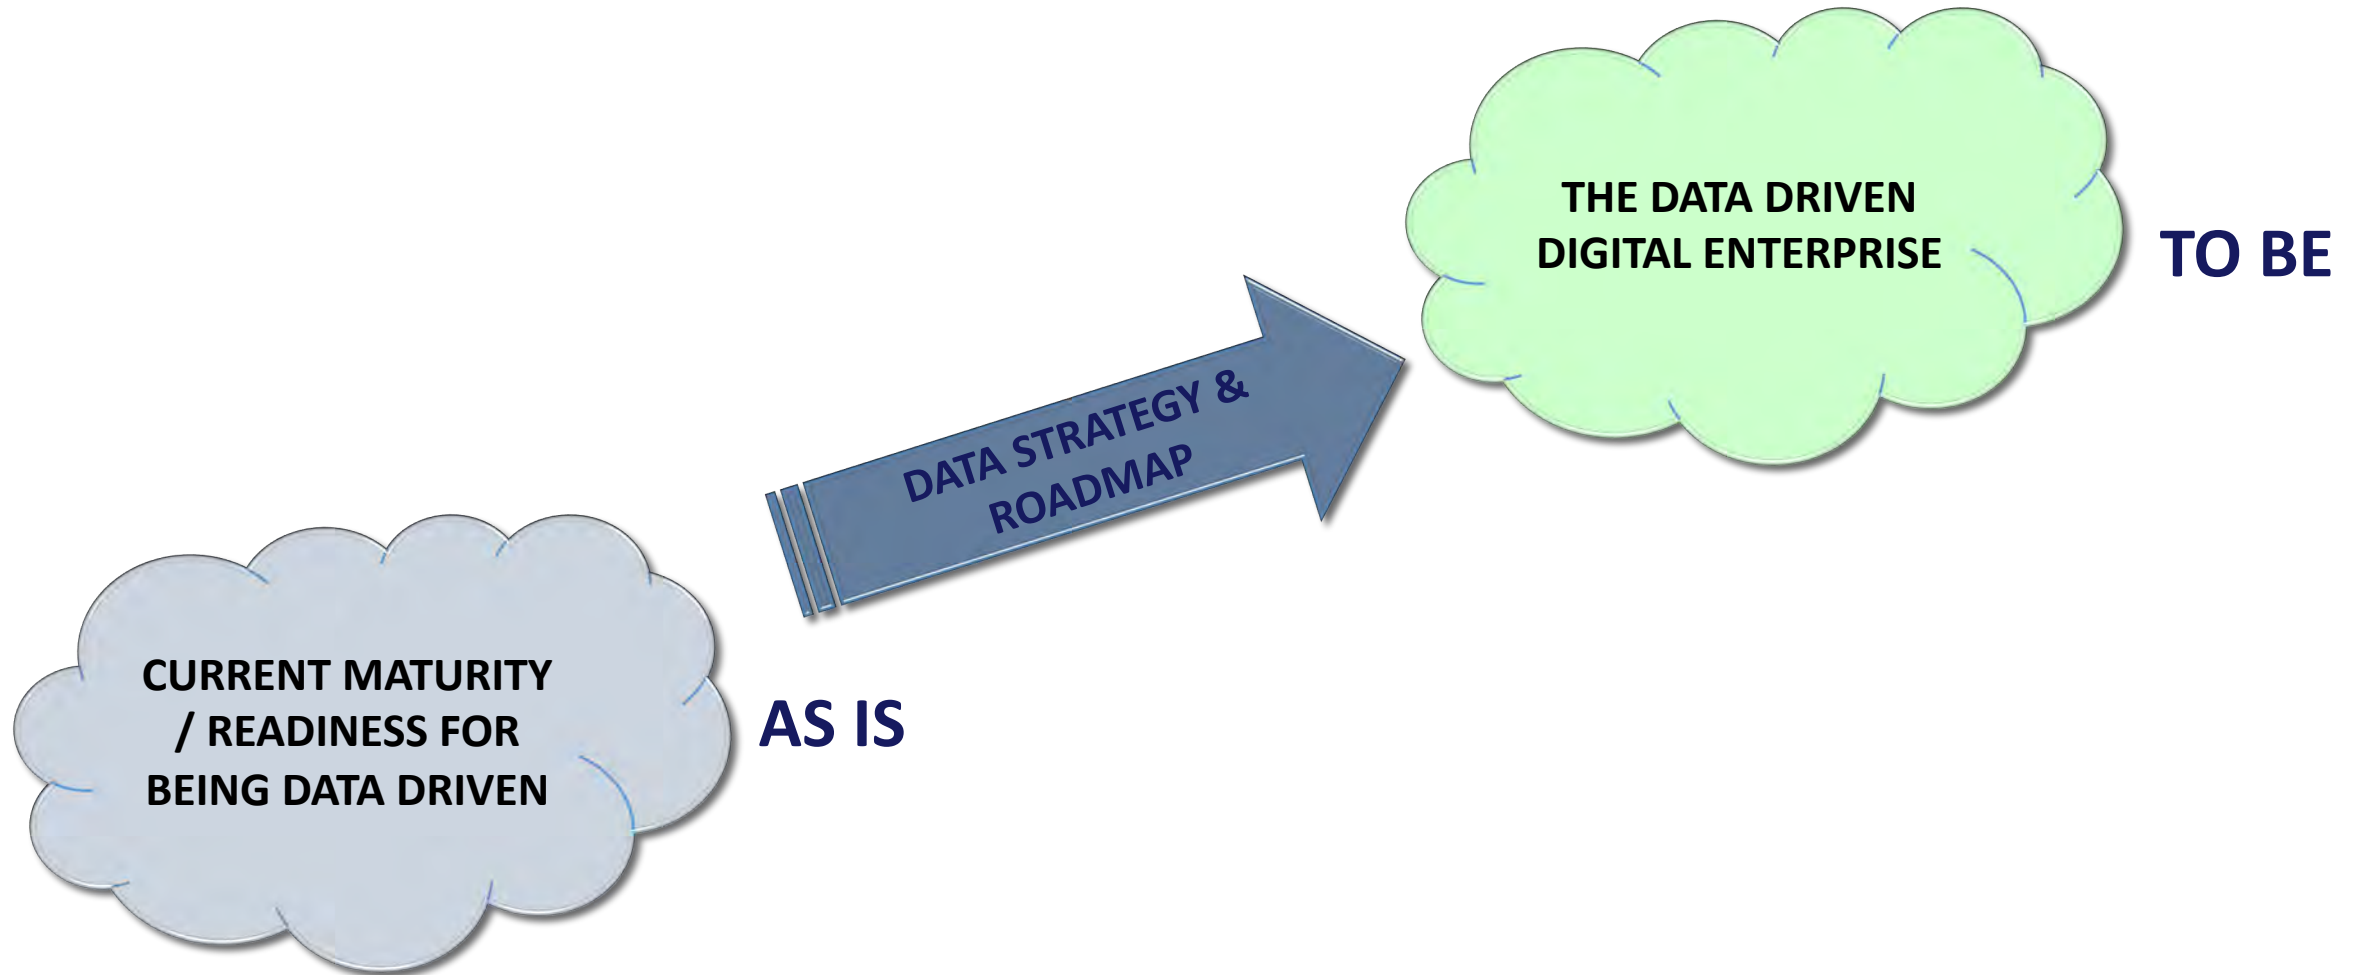 THE DATA DRIVEN
DIGITAL ENTERPRISE
TO BE
DATA STRATEGY &
ROADMAP
CURRENT MATURITY
/ READINESS FOR
BEING DATA DRIVEN
AS IS